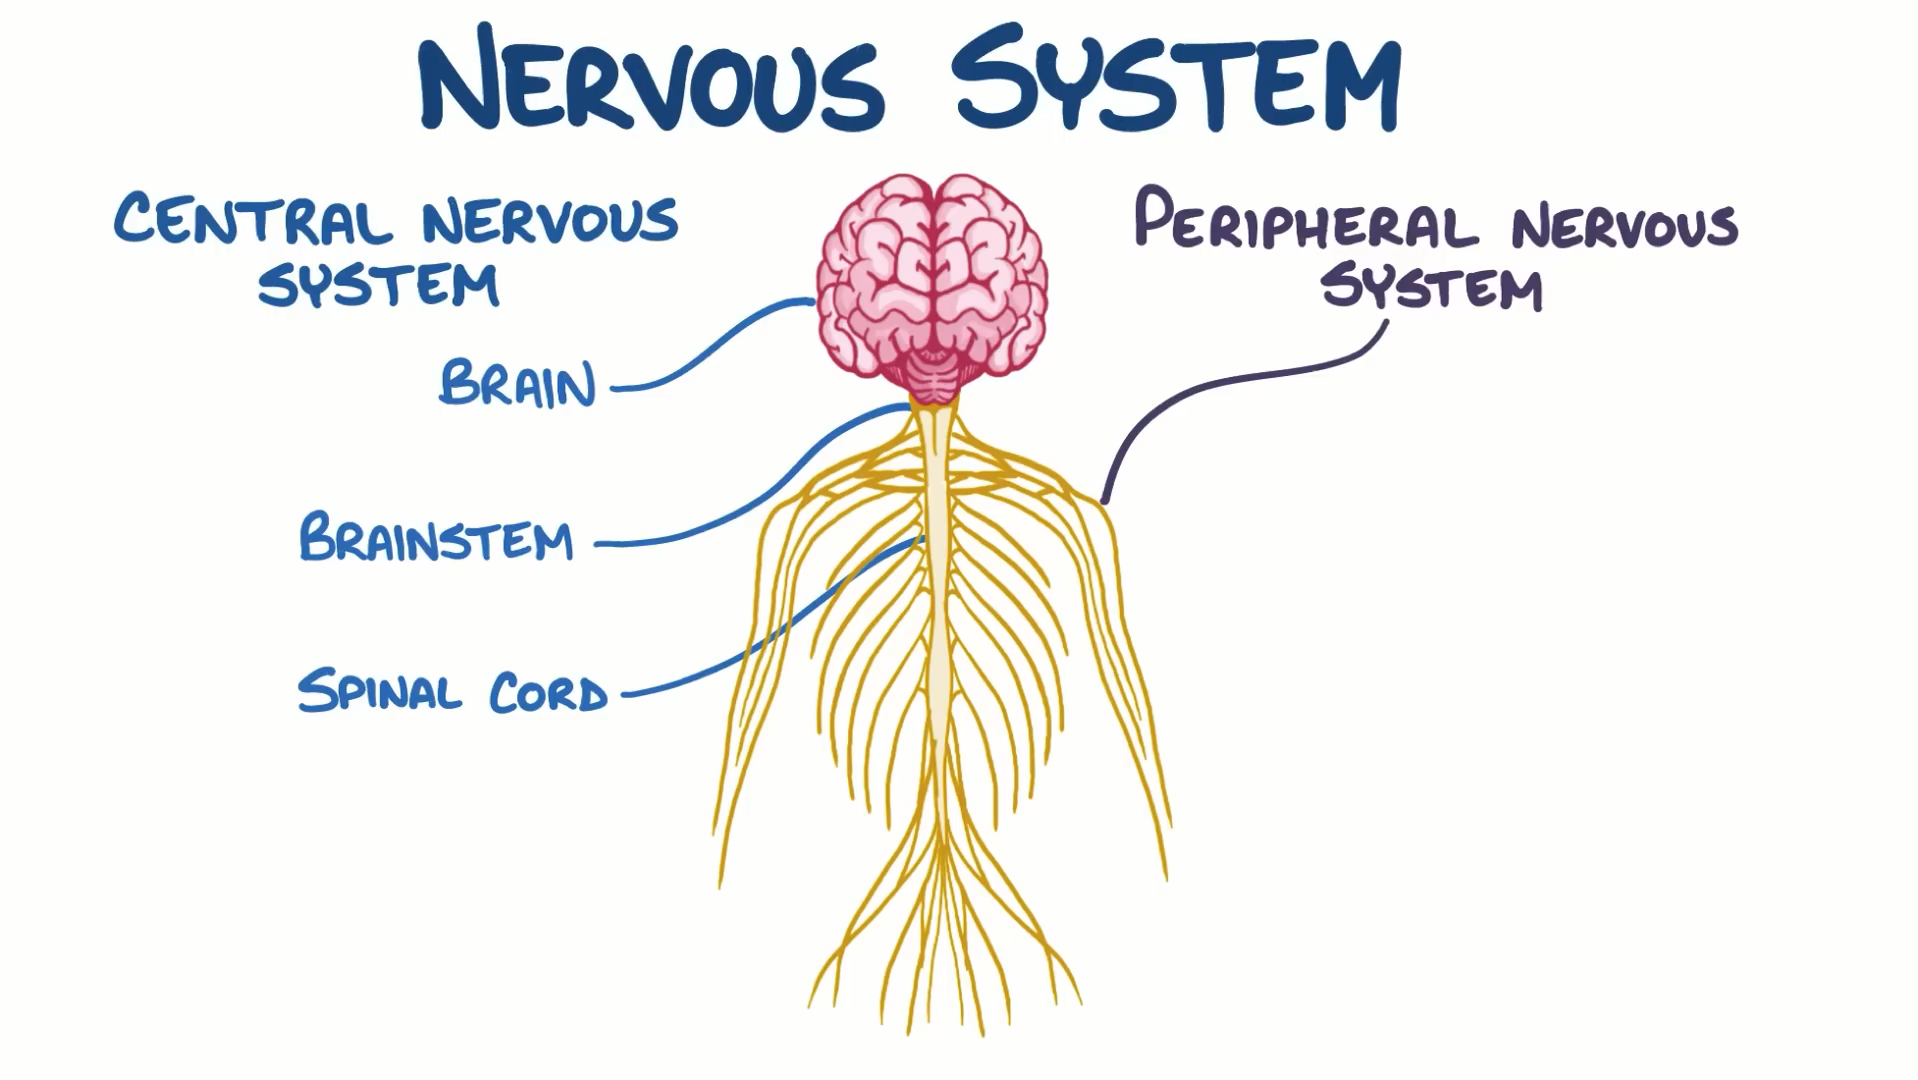 NERVOUS SYSTEM
CENTRAL NERVOUS
SYSTEM
BRAIN
BRAINSTEM
SPINAL CORD
PERIPHERAL NERVOUS
SYSTEM